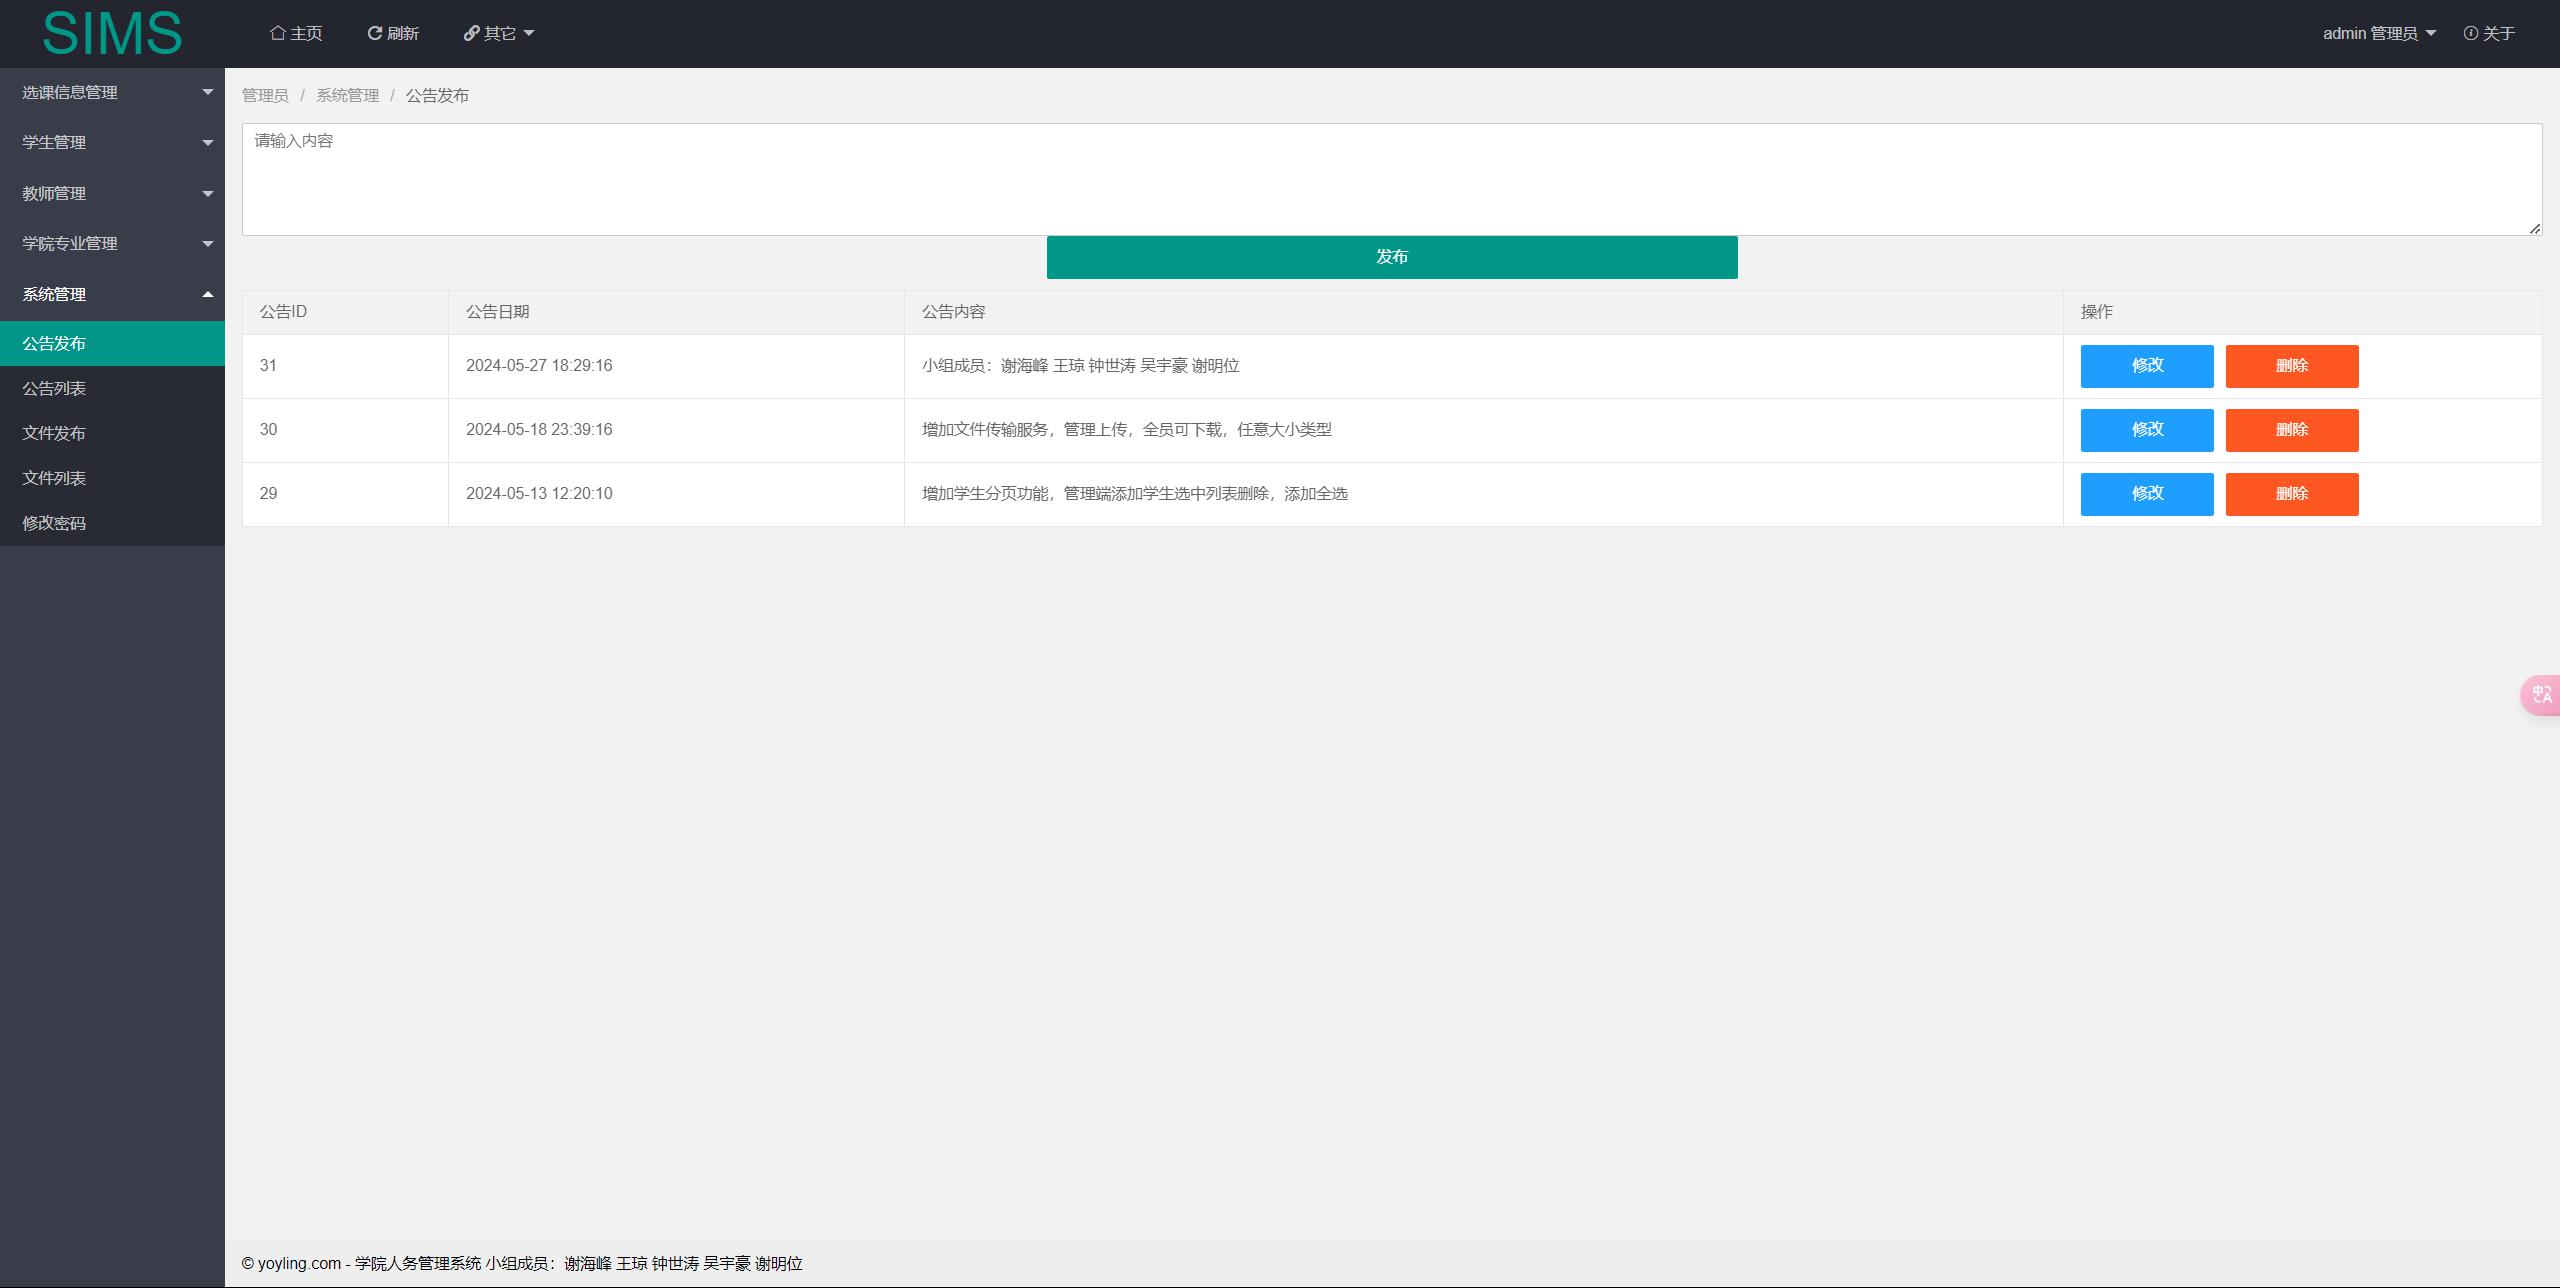 SIMS
主页 刷新 其它 admin 管理员 关于
选课信息管理
学生管理
教师管理
学院专业管理
系统管理
公告发布
公告列表
文件发布
文件列表
修改密码
管理员 / 系统管理 / 公告发布
请输入内容
发布
公告ID 公告日期 公告内容 操作
31 2024-05-27 18:29:16 小组成员：谢海峰 王琼 钟世涛 吴宇豪 谢明位 修改 删除
30 2024-05-18 23:39:16 增加文件传输服务，管理上传，全员可下载，任意大小类型 修改 删除
29 2024-05-13 12:20:10 增加学生分页功能，管理端添加学生选中列表删除，添加全选 修改 删除
© yoyling.com - 学院人务管理系统 小组成员：谢海峰 王琼 钟世涛 吴宇豪 谢明位